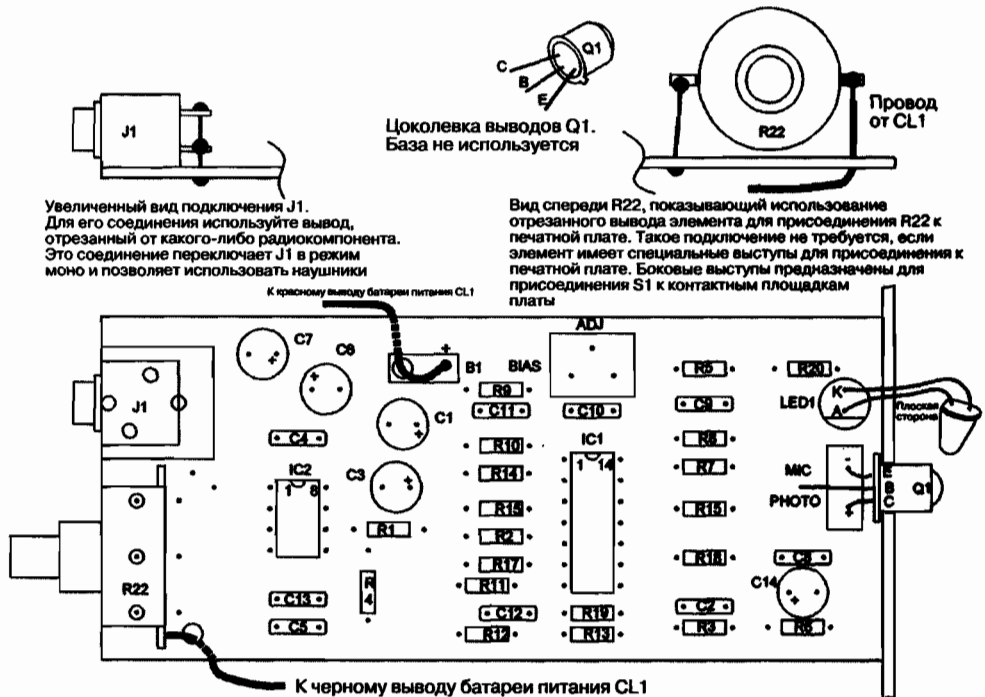 C
B
E
Q1
J1
R22
Провод
от CL1
Цоколевка выводов Q1.
База не используется
Увеличенный вид подключения J1.
Для его соединения используйте вывод,
отрезанный от какого-либо радиокомпонента.
Это соединение переключает J1 в режим
моно и позволяет использовать наушники
Вид спереди R22, показывающий использование
отрезанного вывода элемента для присоединения R22 к
печатной плате. Такое подключение не требуется, если
элемент имеет специальные выступы для присоединения к
печатной плате. Боковые выступы предназначены для
присоединения S1 к контактным площадкам
платы
К красному выводу батареи питания CL1
C7
C6
+
B1
BIAS
ADJ
R5
R20
R9
J1
C1
C11
C10
C9
LED1
K
A
Плоская
сторона
C4
R10
IC1
R8
IC2
1 8
C3
R14
1 14
R7
MIC
-
E
B
C
Q1
PHOTO
+
R15
R15
R1
R2
R22
R4
R17
R18
C8
R11
C14
C13
C12
R19
C2
C5
R12
R13
R3
R6
К черному выводу батареи питания CL1